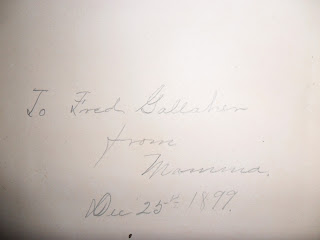 To Fred Gallaher
from
Mamma.
Dec 25th 1899.